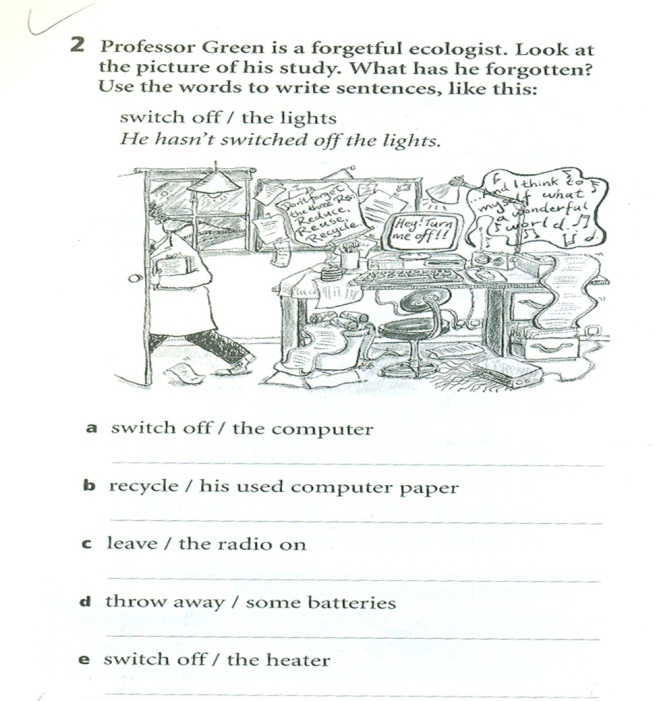 2 Professor Green is a forgetful ecologist. Look at
the picture of his study. What has he forgotten?
Use the words to write sentences, like this:
switch off / the lights
He hasn't switched off the lights.
Don't forget
the three Rs:
Reduce,
Reuse,
Recycle
Hey! Turn
me off!!
...And I think to
myself what
a wonderful
world...
a switch off / the computer
b recycle / his used computer paper
c leave / the radio on
d throw away / some batteries
e switch off / the heater